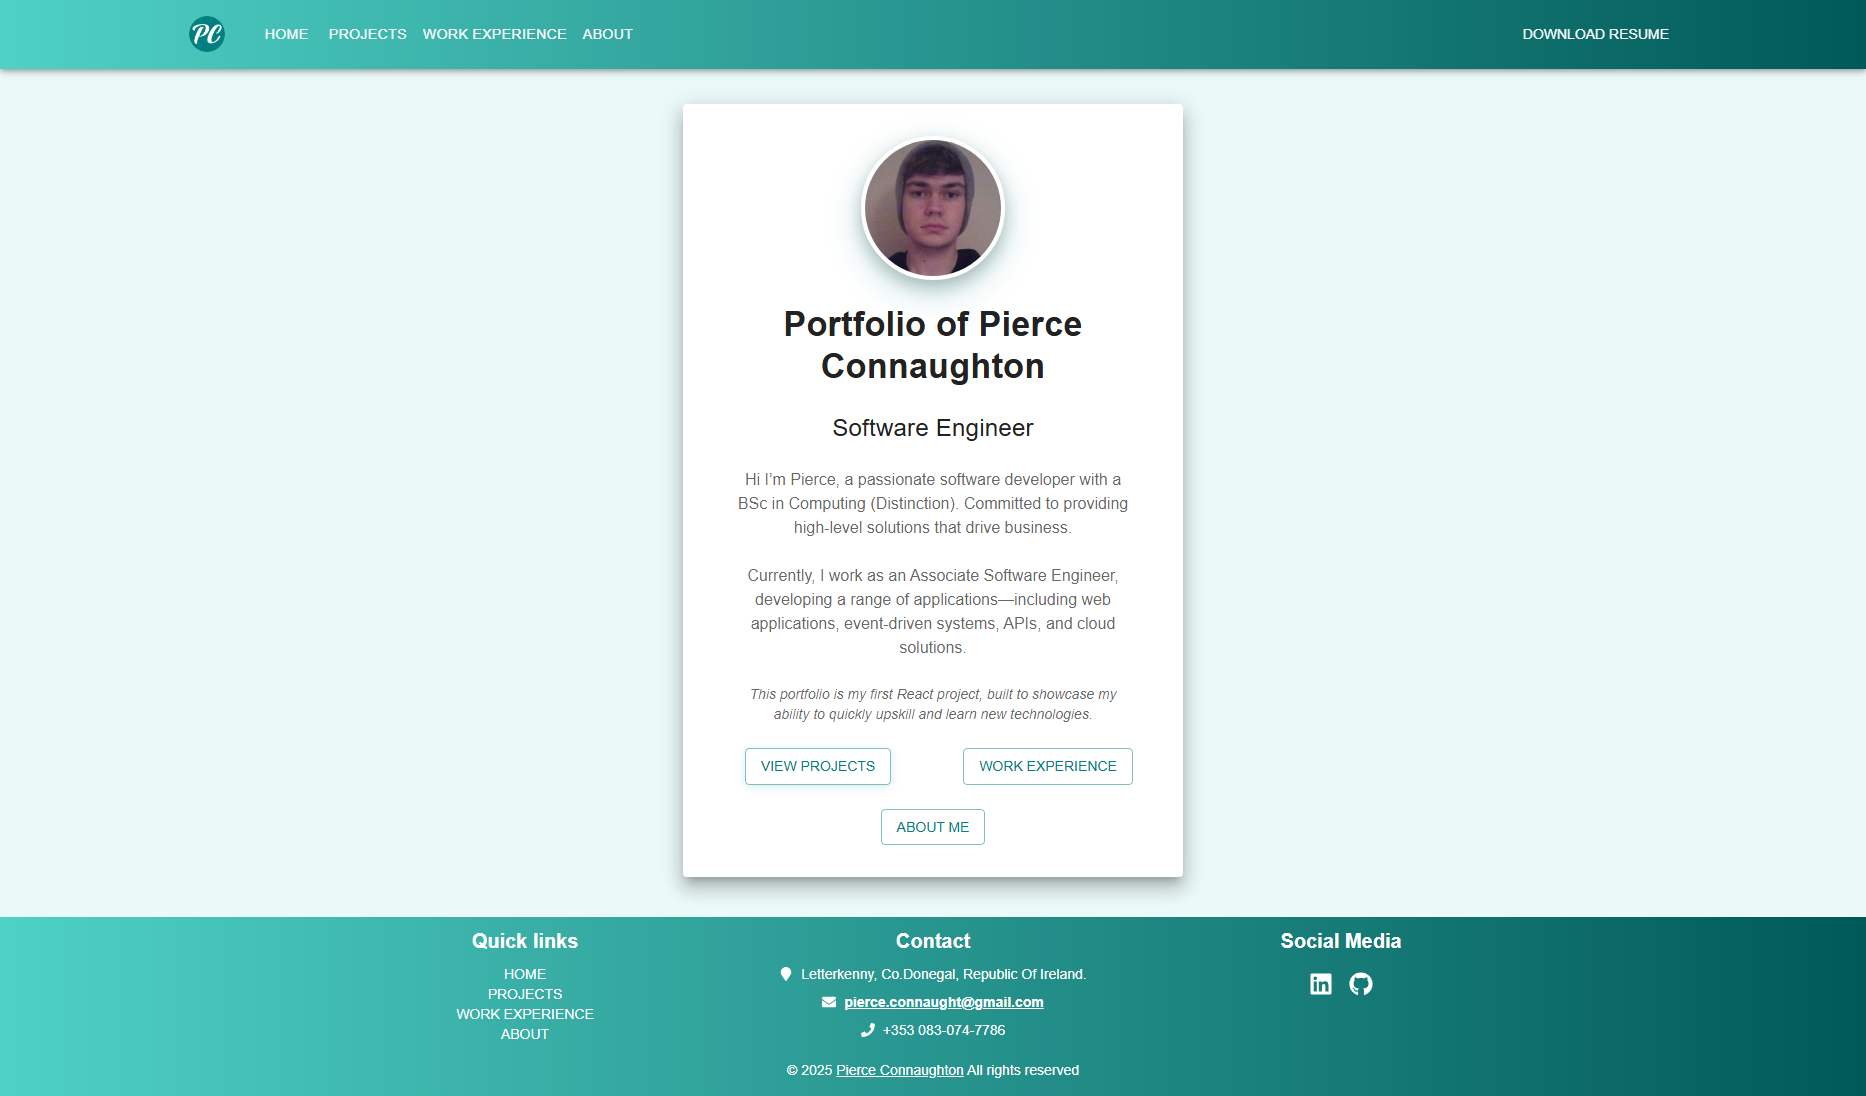 PC
HOME PROJECTS WORK EXPERIENCE ABOUT DOWNLOAD RESUME
Portfolio of Pierce
Connaughton
Software Engineer
Hi I’m Pierce, a passionate software developer with a
BSc in Computing (Distinction). Committed to providing
high-level solutions that drive business.
Currently, I work as an Associate Software Engineer,
developing a range of applications—including web
applications, event-driven systems, APIs, and cloud
solutions.
This portfolio is my first React project, built to showcase my
ability to quickly upskill and learn new technologies.
VIEW PROJECTS
WORK EXPERIENCE
ABOUT ME
Quick links
HOME
PROJECTS
WORK EXPERIENCE
ABOUT
Contact
Letterkenny, Co.Donegal, Republic Of Ireland.
pierce.connaught@gmail.com
+353 083-074-7786
Social Media
in
© 2025 Pierce Connaughton All rights reserved